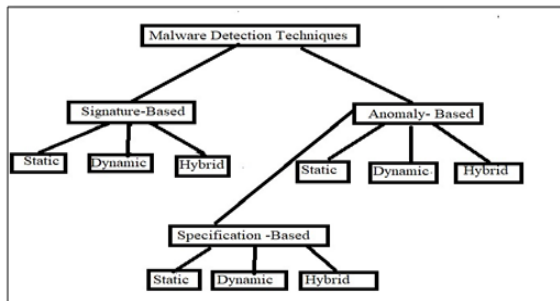 Malware Detection Techniques
Signature-Based
Anomaly- Based
Static
Dynamic
Hybrid
Static
Dynamic
Hybrid
Specification -Based
Static
Dynamic
Hybrid